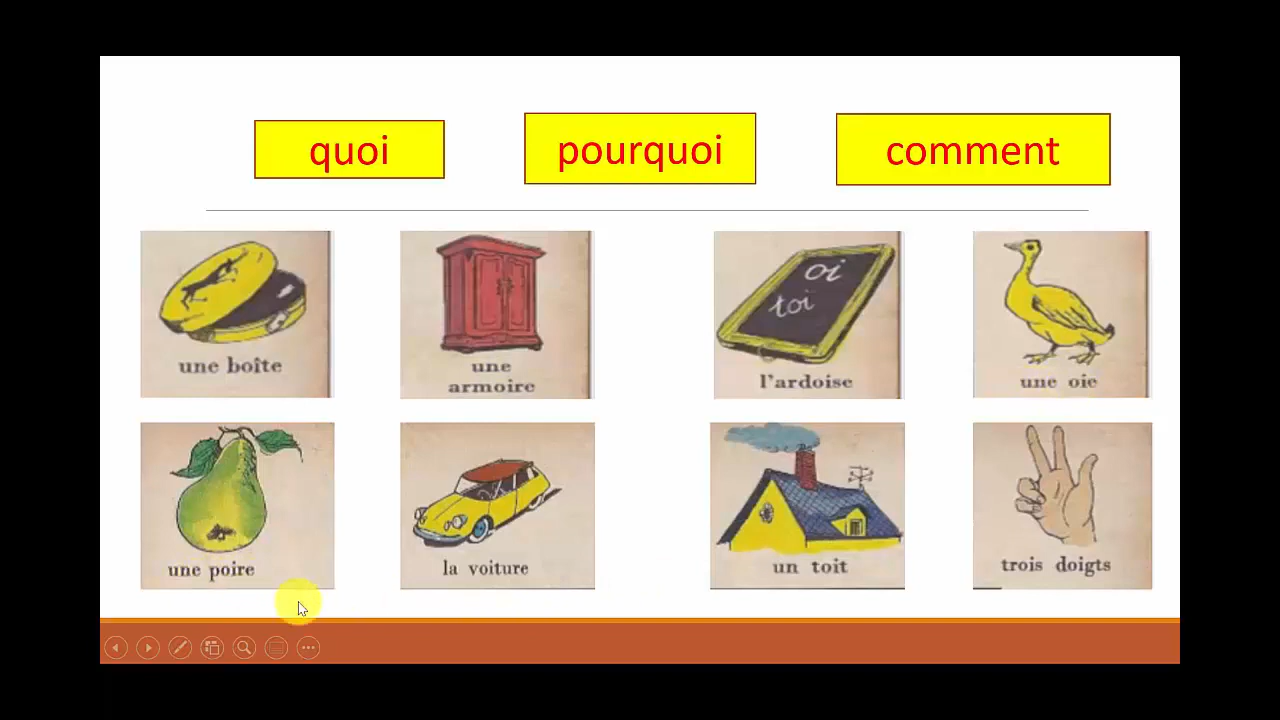 quoi
pourquoi
comment
une boîte
une
armoire
oi
toi
l'ardoise
une oie
une poire
la voiture
un toit
trois doigts